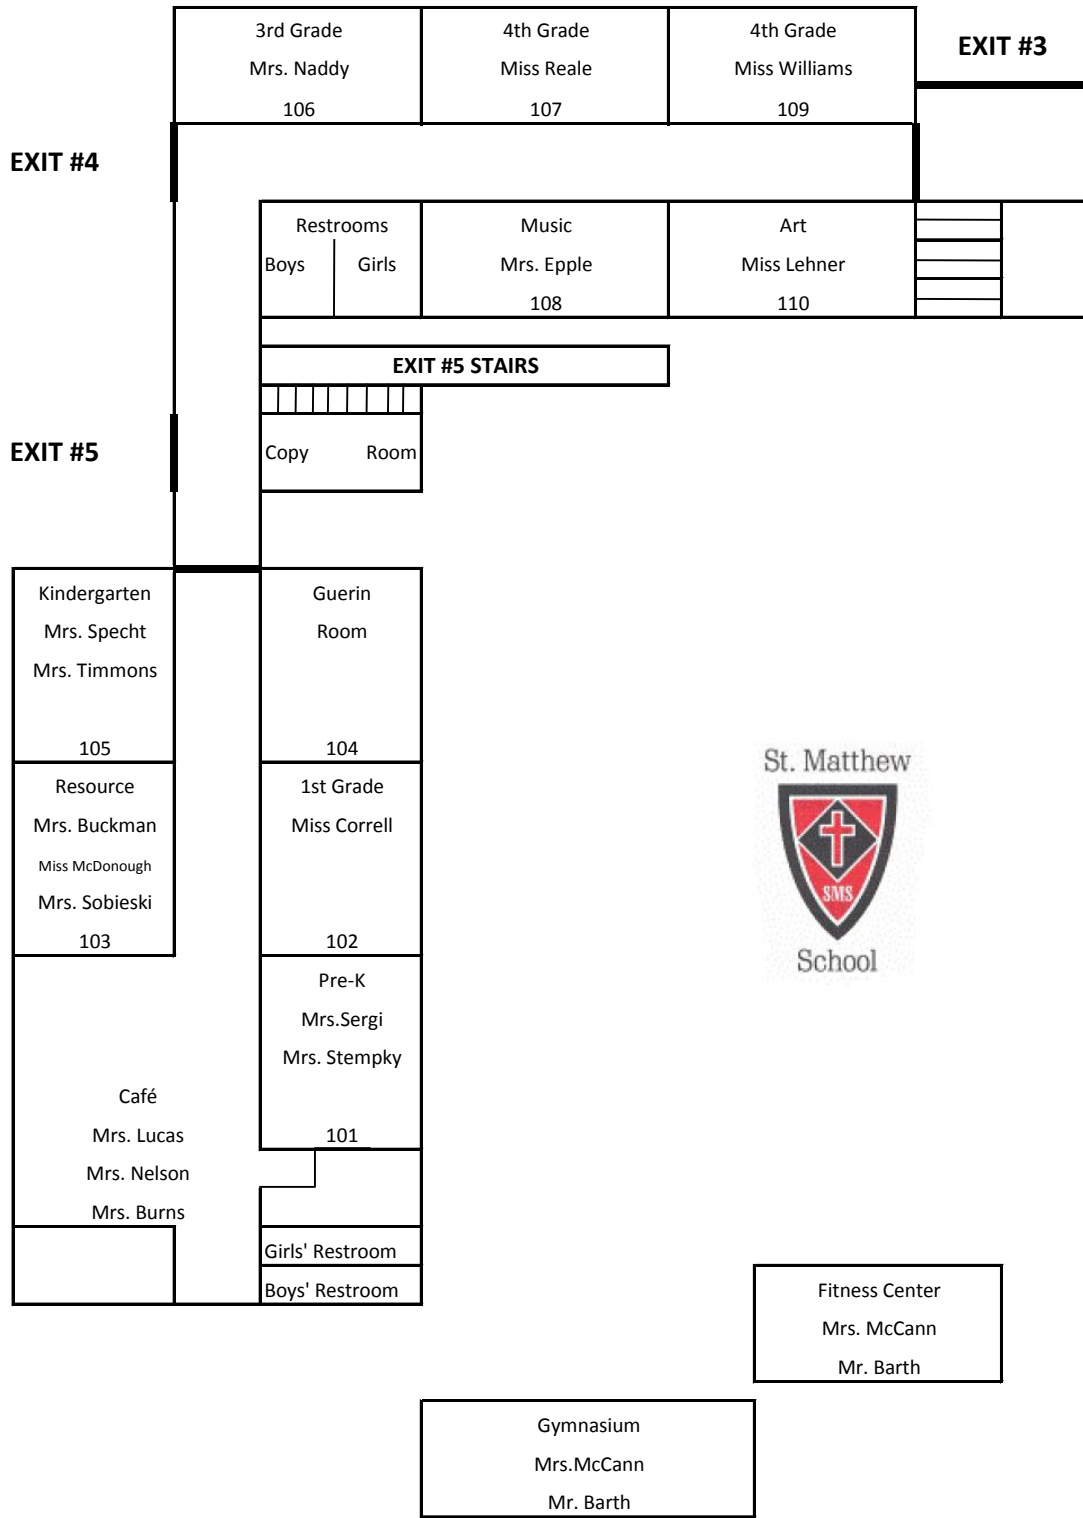 3rd Grade
Mrs. Naddy
106
4th Grade
Miss Reale
107
4th Grade
Miss Williams
109
EXIT #3
EXIT #4
Restrooms
Boys Girls
Music
Mrs. Epple
108
Art
Miss Lehner
110
EXIT #5 STAIRS
EXIT #5
Copy Room
Kindergarten
Mrs. Specht
Mrs. Timmons
105
Guerin
Room
104
Resource
Mrs. Buckman
Miss McDonough
Mrs. Sobieski
103
1st Grade
Miss Correll
102
St. Matthew
SMS
School
Pre-K
Mrs.Sergi
Mrs. Stempky
101
Café
Mrs. Lucas
Mrs. Nelson
Mrs. Burns
Girls' Restroom
Boys' Restroom
Fitness Center
Mrs. McCann
Mr. Barth
Gymnasium
Mrs.McCann
Mr. Barth